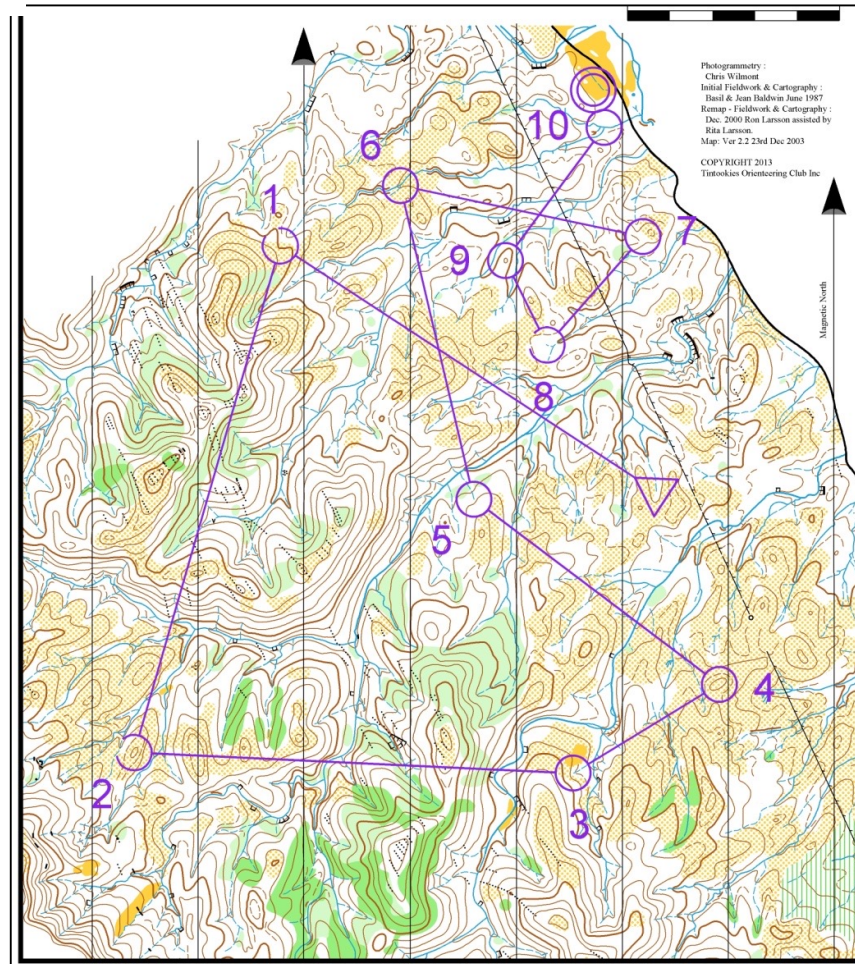 Photogrammetry :
Chris Wilmont
Initial Fieldwork & Cartography :
Basil & Jean Baldwin June 1987
Remap - Fieldwork & Cartography :
Dec. 2000 Ron Larsson assisted by
Rita Larsson.
Map: Ver 2.2 23rd Dec 2003
COPYRIGHT 2013
Tintookies Orienteering Club Inc
10
6
1
7
9
Magnetic North
8
5
4
2
3